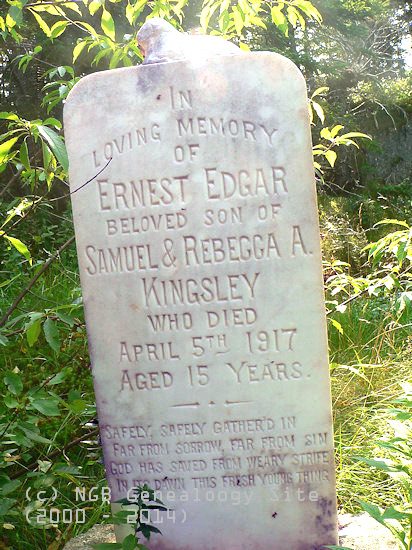 IN
LOVING MEMORY
OF
ERNEST EDGAR
BELOVED SON OF
SAMUEL & REBECCA A.
KINGSLEY
WHO DIED
APRIL 5TH 1917
AGED 15 YEARS.
SAFELY, SAFELY GATHER'D IN
FAR FROM SORROW, FAR FROM SIN
GOD HAS SAVED FROM WEARY STRIFE
IN ITS DAWN THIS FRESH YOUNG THING
(c) NGB Genealogy Site
(2000 - 2014)